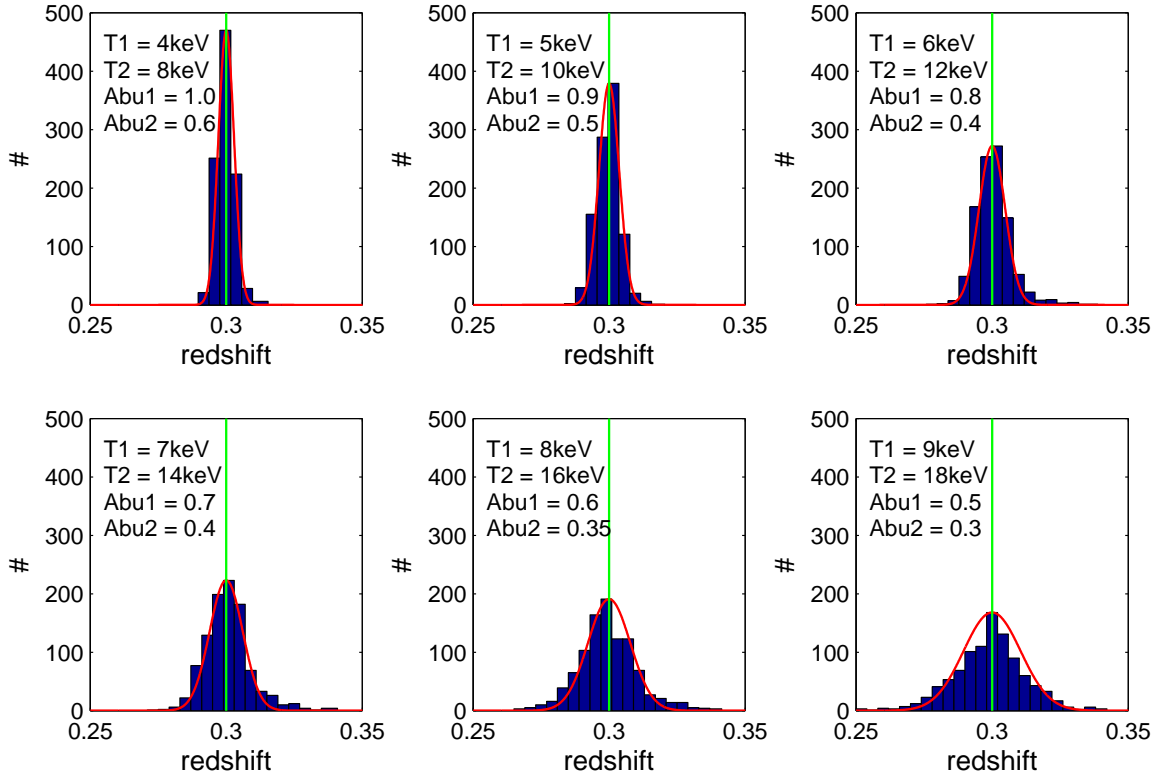 500
400
300
200
100
0
#
T1 = 4keV
T2 = 8keV
Abu1 = 1.0
Abu2 = 0.6
0.25 0.3 0.35
redshift
500
400
300
200
100
0
#
T1 = 5keV
T2 = 10keV
Abu1 = 0.9
Abu2 = 0.5
0.25 0.3 0.35
redshift
500
400
300
200
100
0
#
T1 = 6keV
T2 = 12keV
Abu1 = 0.8
Abu2 = 0.4
0.25 0.3 0.35
redshift
500
400
300
200
100
0
#
T1 = 7keV
T2 = 14keV
Abu1 = 0.7
Abu2 = 0.4
0.25 0.3 0.35
redshift
500
400
300
200
100
0
#
T1 = 8keV
T2 = 16keV
Abu1 = 0.6
Abu2 = 0.35
0.25 0.3 0.35
redshift
500
400
300
200
100
0
#
T1 = 9keV
T2 = 18keV
Abu1 = 0.5
Abu2 = 0.3
0.25 0.3 0.35
redshift